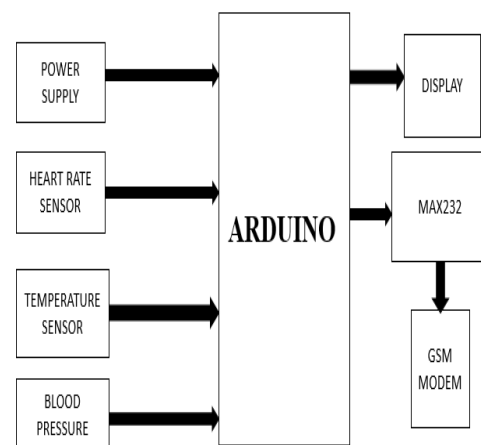 POWER
SUPPLY
HEART RATE
SENSOR
TEMPERATURE
SENSOR
BLOOD
PRESSURE
ARDUINO
DISPLAY
MAX232
GSM
MODEM